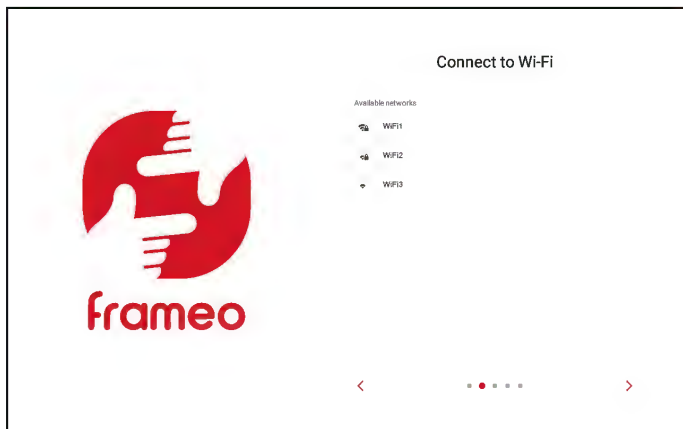 Connect to Wi-Fi
Available networks
WiFi1
WiFi2
WiFi3
frameo